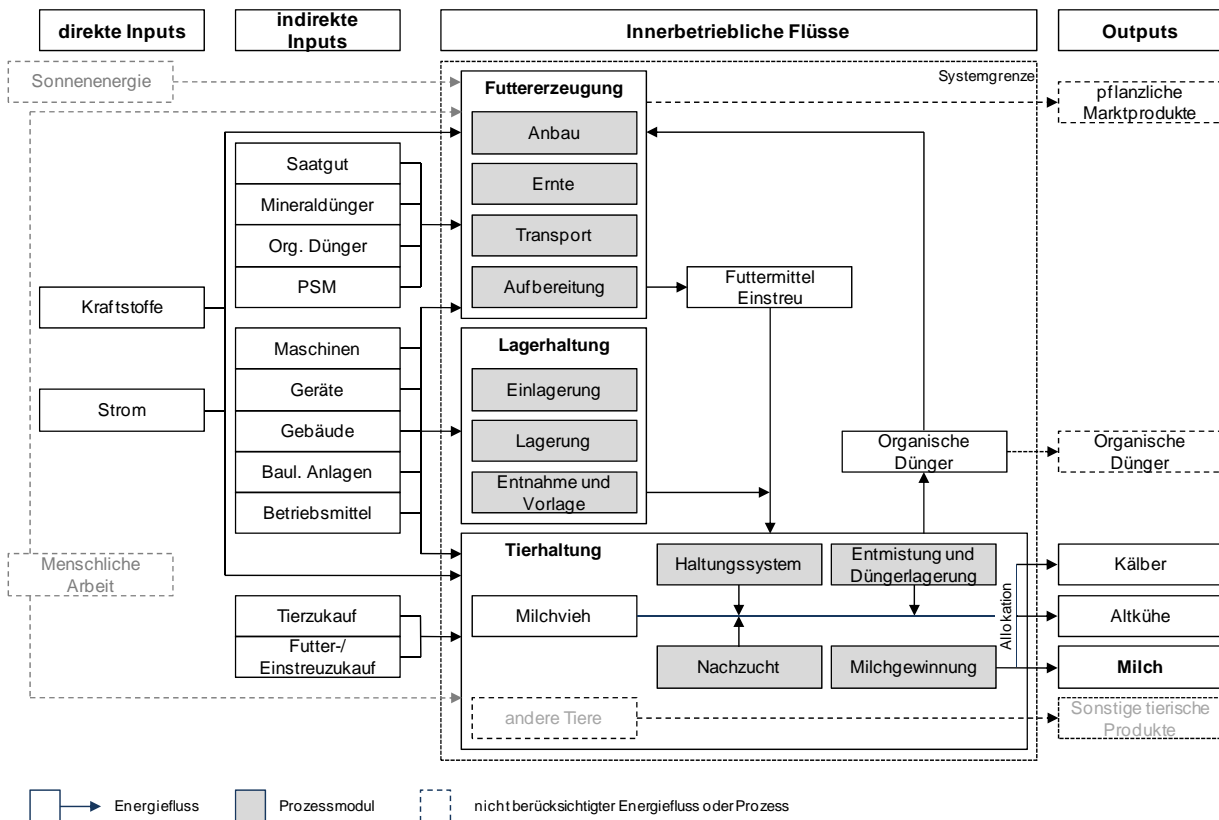 direkte Inputs
indirekte
Inputs
Innerbetriebliche Flüsse
Outputs
Sonnenenergie
Systemgrenze
Futtererzeugung
pflanzliche
Marktprodukte
Anbau
Saatgut
Ernte
Mineraldünger
Org. Dünger
Transport
PSM
Aufbereitung
Futtermittel
Einstreu
Kraftstoffe
Maschinen
Lagerhaltung
Geräte
Einlagerung
Strom
Gebäude
Lagerung
Organische
Dünger
Organische
Dünger
Baul. Anlagen
Entnahme und
Vorlage
Betriebsmittel
Tierhaltung
Menschliche
Arbeit
Haltungssystem
Entmistung und
Düngerlagerung
Kälber
Tierzukauf
Milchvieh
Allokation
Altkühe
Futter-/
Einstreuzukauf
Nachzucht
Milchgewinnung
Milch
andere Tiere
Sonstige tierische
Produkte
Energiefluss
Prozessmodul
nicht berücksichtigter Energiefluss oder Prozess